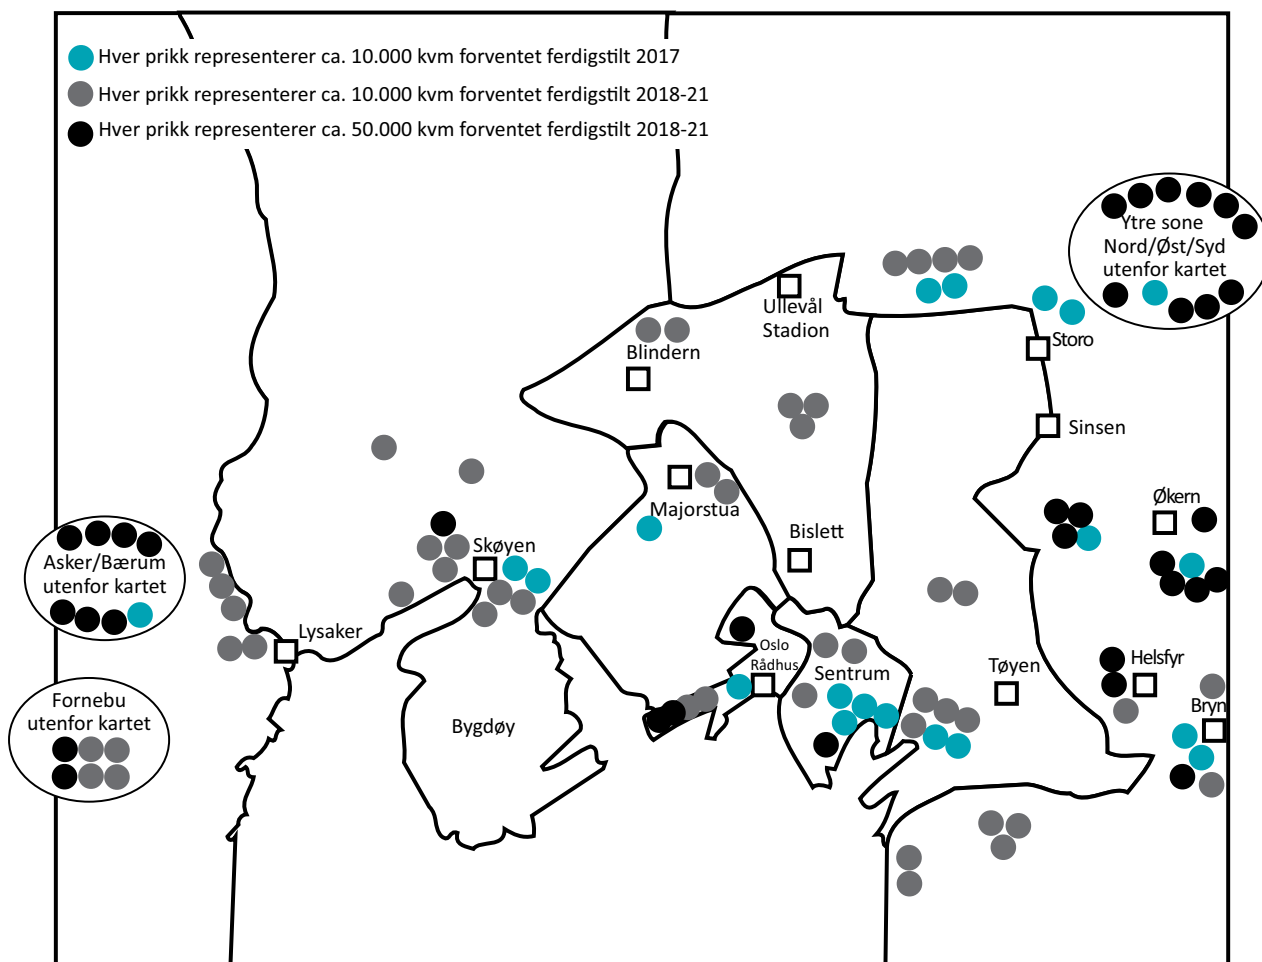 Hver prikk representerer ca. 10.000 kvm forventet ferdigstilt 2017
Hver prikk representerer ca. 10.000 kvm forventet ferdigstilt 2018-21
Hver prikk representerer ca. 50.000 kvm forventet ferdigstilt 2018-21
Ytre sone
Nord/Øst/Syd
utenfor kartet
Ullevål
Stadion
Blindern
Storo
Sinsen
Majorstua
Økern
Bislett
Skøyen
Asker/Bærum
utenfor kartet
Lysaker
Oslo
Rådhus
Sentrum
Tøyen
Helsfyr
Bryn
Fornebu
utenfor kartet
Bygdøy